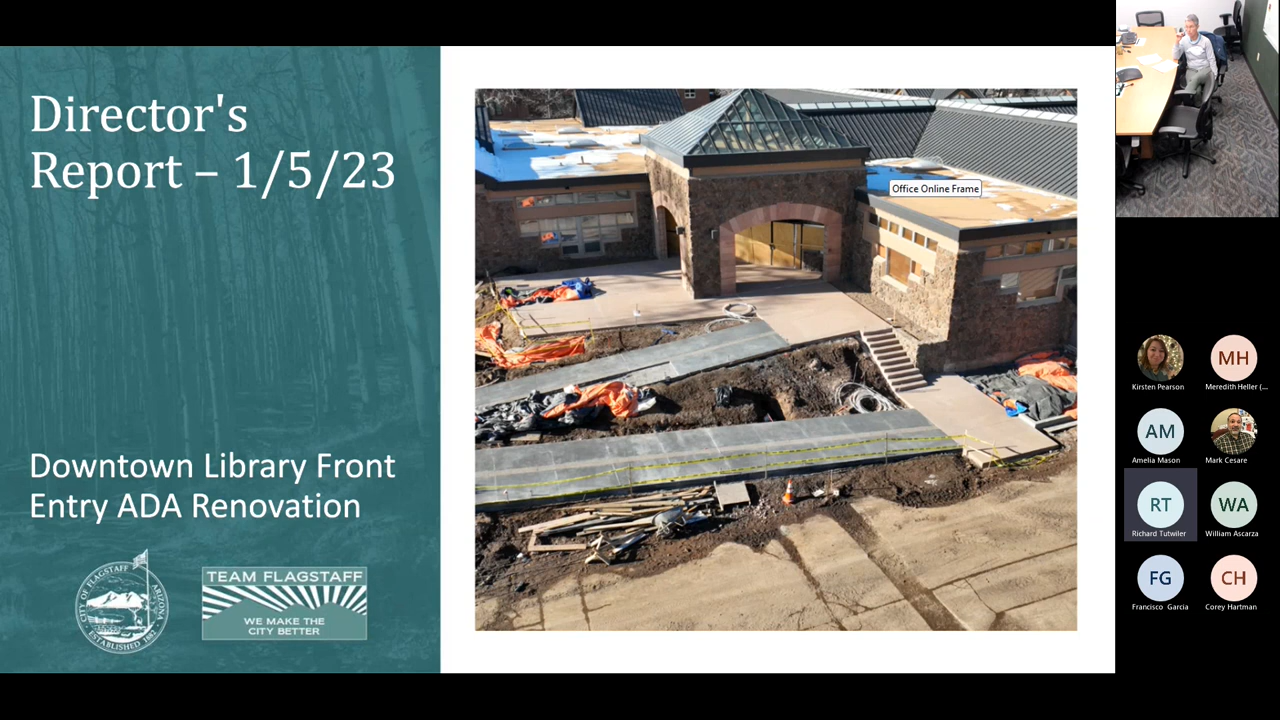 Director's
Report – 1/5/23
Downtown Library Front
Entry ADA Renovation
CITY OF FLAGSTAFF
ARIZONA
ESTABLISHED 1882
TEAM FLAGSTAFF
WE MAKE THE
CITY BETTER
Office Online Frame
Kirsten Pearson
MH
Meredith Heller (...
AM
Amelia Mason
Mark Cesare
RT
Richard Tutwiler
WA
William Ascarza
FG
Francisco Garcia
CH
Corey Hartman